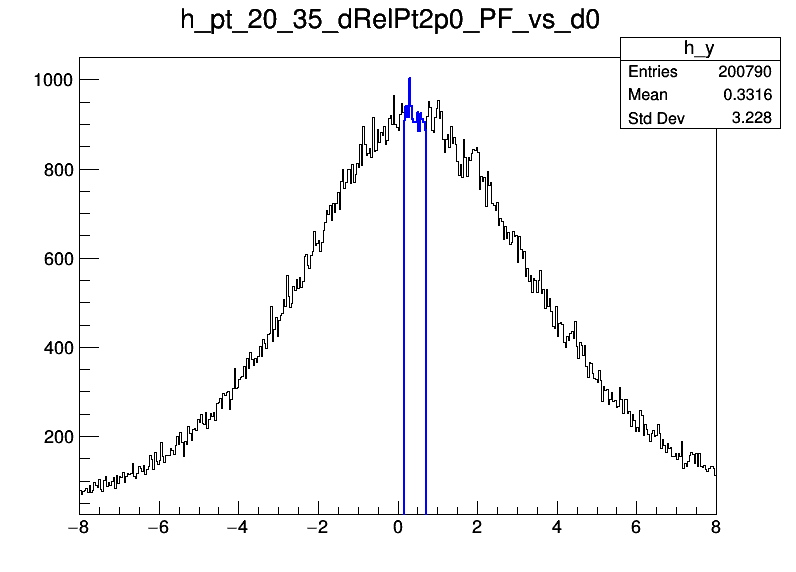 h_pt_20_35_dRelPt2p0_PF_vs_d0
h_y
Entries 200790
Mean 0.3316
Std Dev 3.228
1000
800
600
400
200
−8 −6 −4 −2 0 2 4 6 8